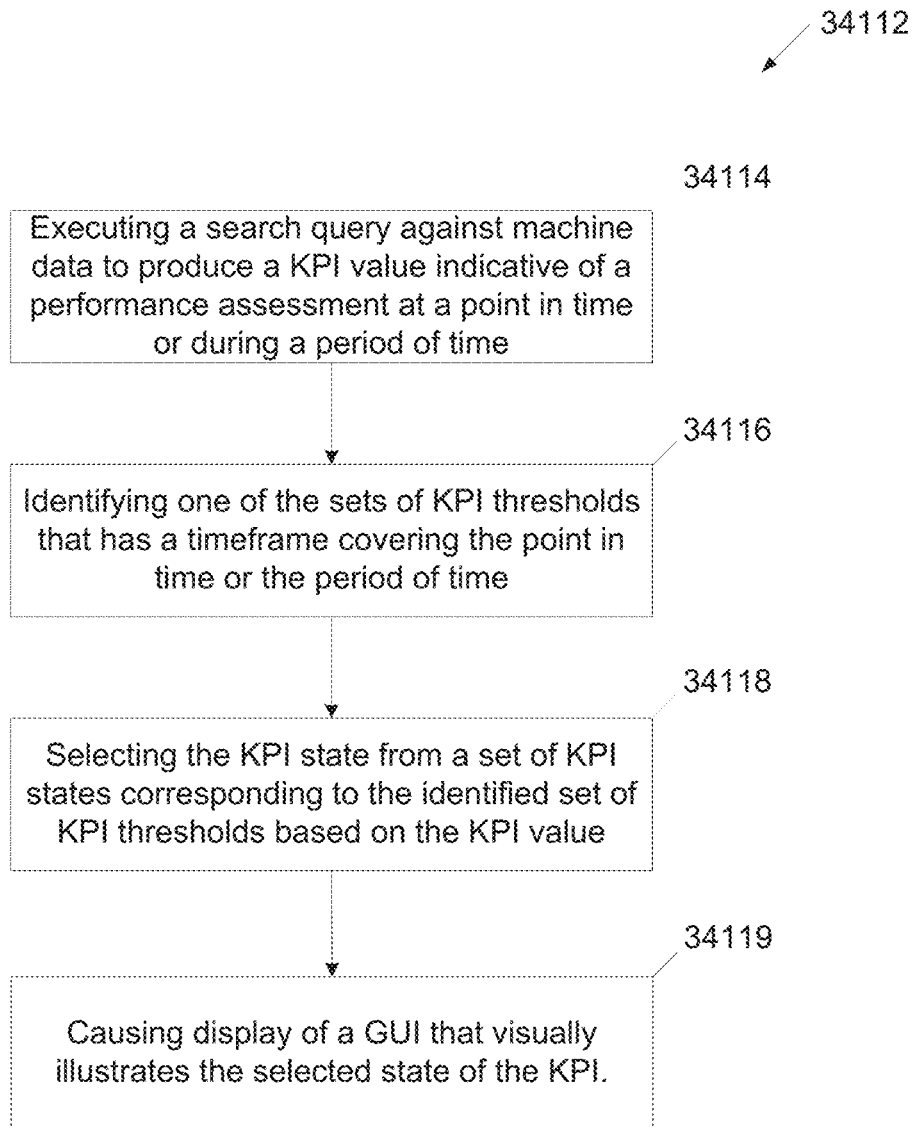 34112
34114
Executing a search query against machine
data to produce a KPI value indicative of a
performance assessment at a point in time
or during a period of time
34116
Identifying one of the sets of KPI thresholds
that has a timeframe covering the point in
time or the period of time
34118
Selecting the KPI state from a set of KPI
states corresponding to the identified set of
KPI thresholds based on the KPI value
34119
Causing display of a GUI that visually
illustrates the selected state of the KPI.